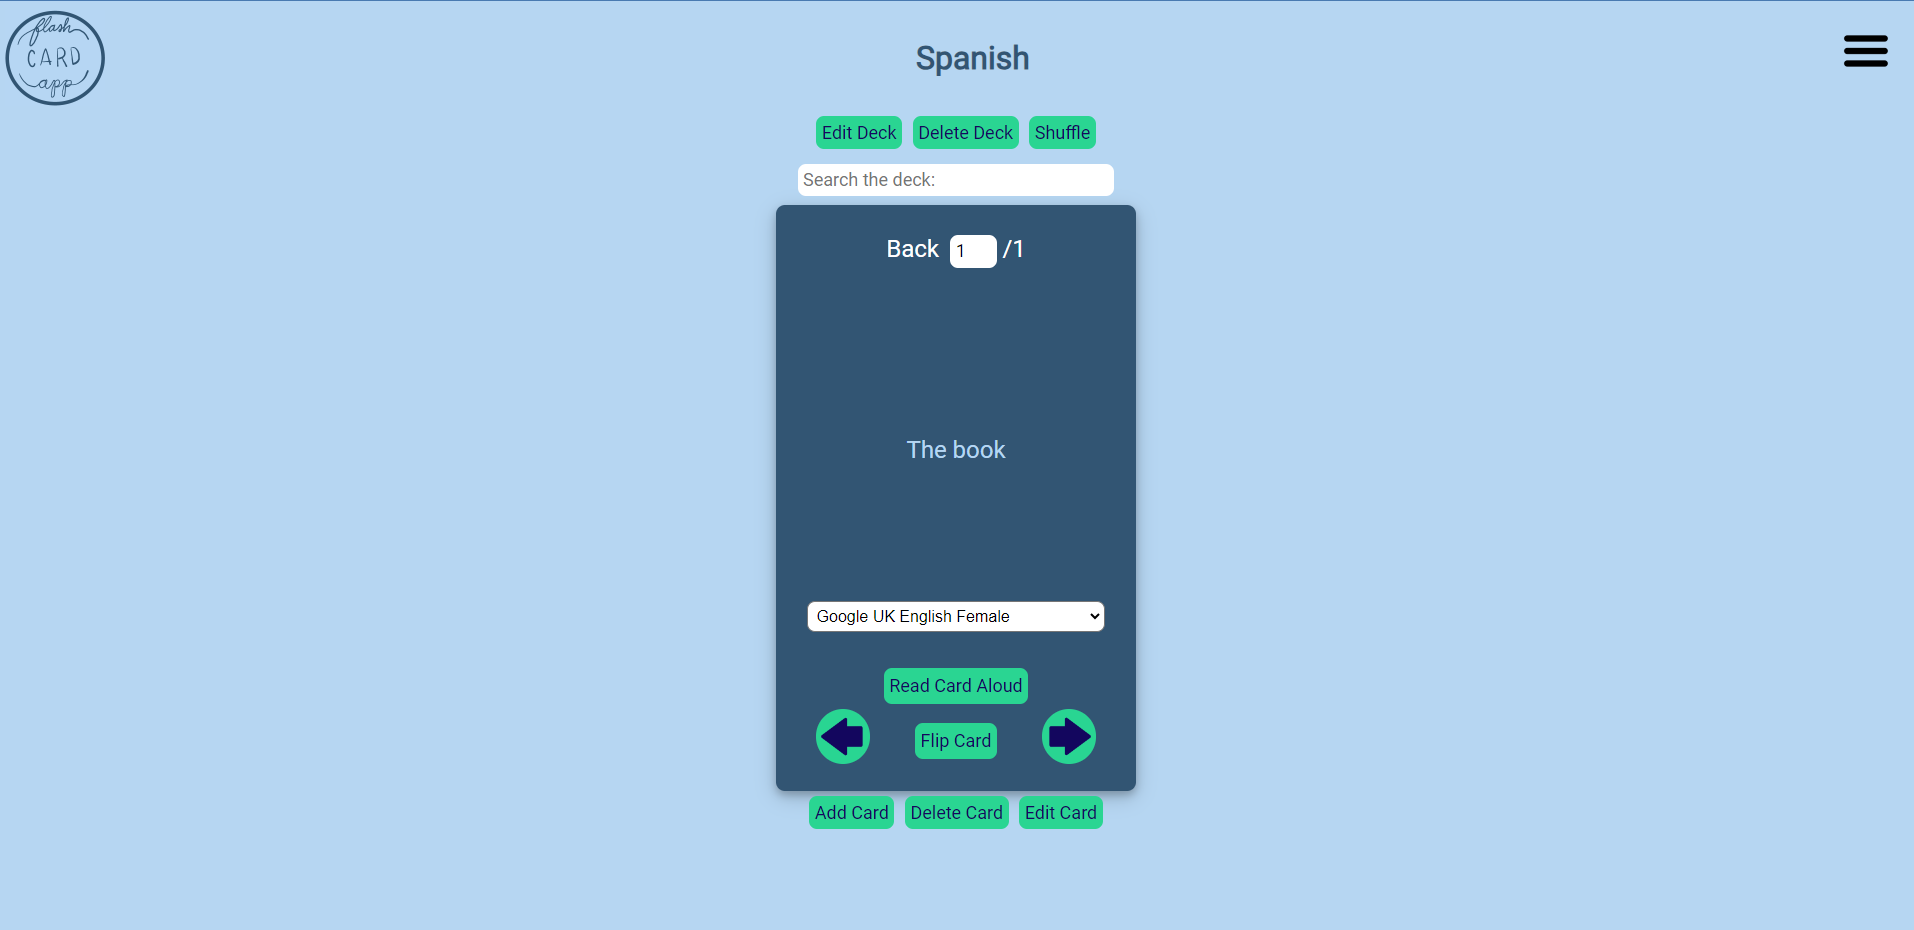 flash
CARD
app
Spanish
Edit Deck Delete Deck Shuffle
Search the deck:
Back 1 /1
The book
Google UK English Female
Read Card Aloud
Flip Card
Add Card Delete Card Edit Card